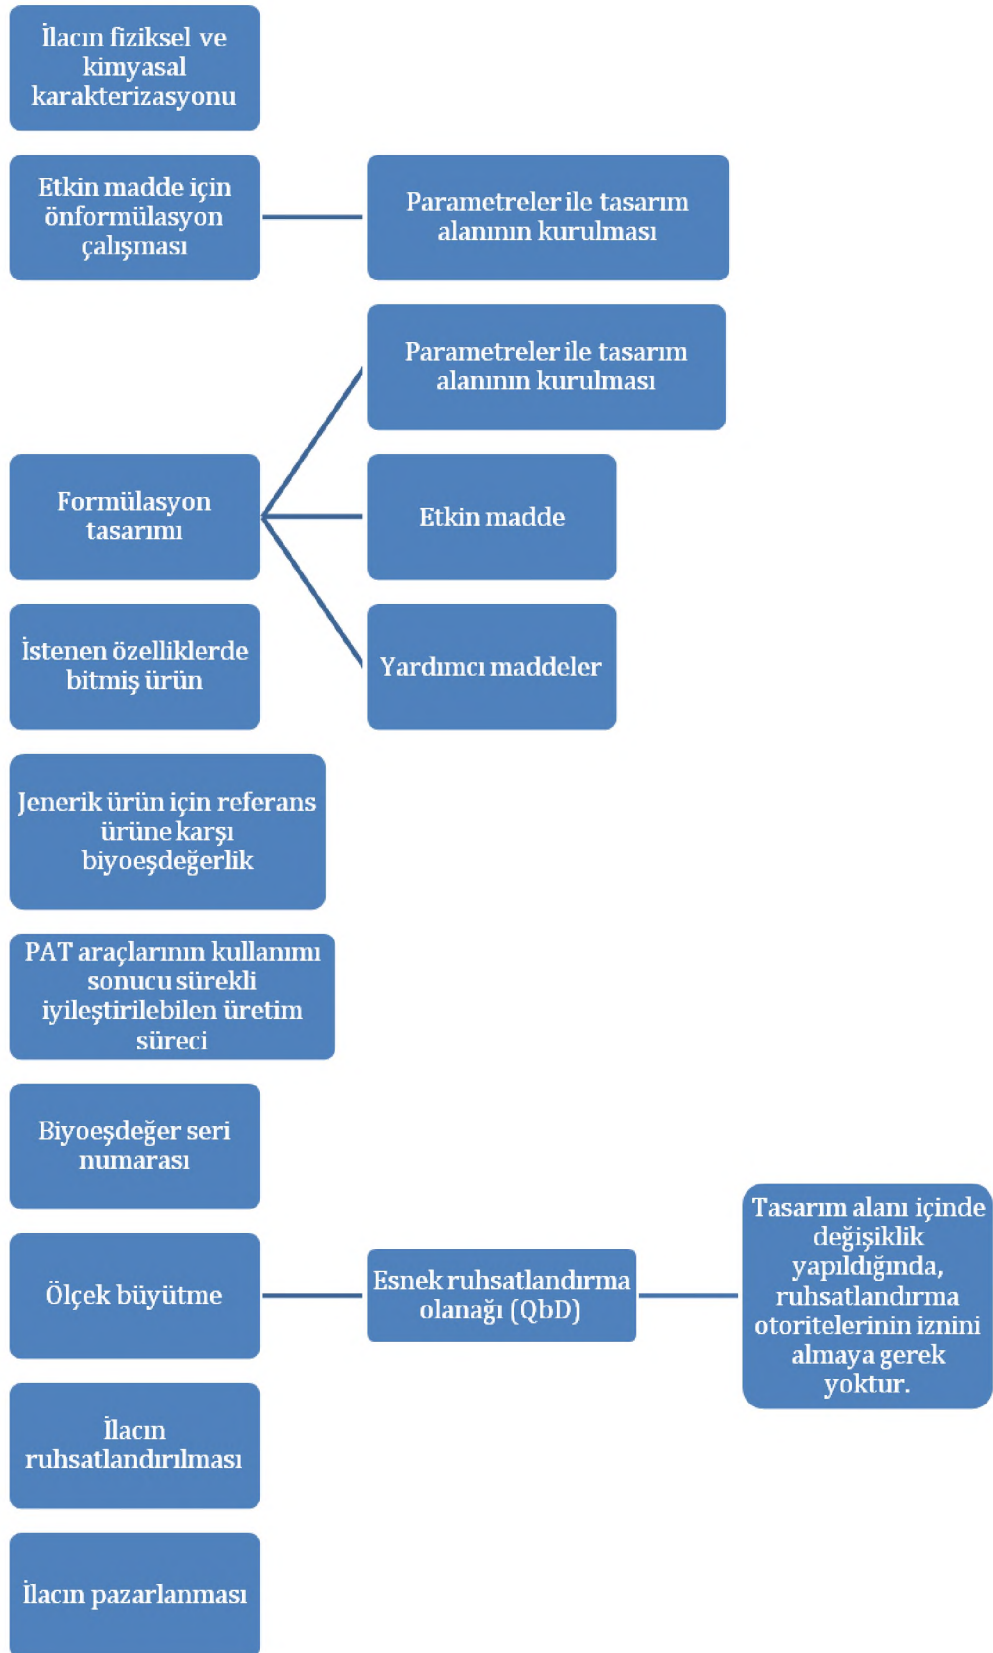 İlacın fiziksel ve
kimyasal
karakterizasyonu
Etkin madde için
önformülasyon
çalışması
Parametreler ile tasarım
alanının kurulması
Parametreler ile tasarım
alanının kurulması
Formülasyon
tasarımı
Etkin madde
İstenen özelliklerde
bitmiş ürün
Yardımcı maddeler
Jenerik ürün için referans
ürüne karşı
biyoeşdeğerlik
PAT araçlarının kullanımı
sonucu sürekli
iyileştirilebilen üretim
süreci
Biyoeşdeğer seri
numarası
Ölçek büyütme
Esnek ruhsatlandırma
olanağı (QbD)
Tasarım alanı içinde
değişiklik
yapıldığında,
ruhsatlandırma
otoritelerinin iznini
almaya gerek
yoktur.
İlacın
ruhsatlandırılması
İlacın pazarlanması